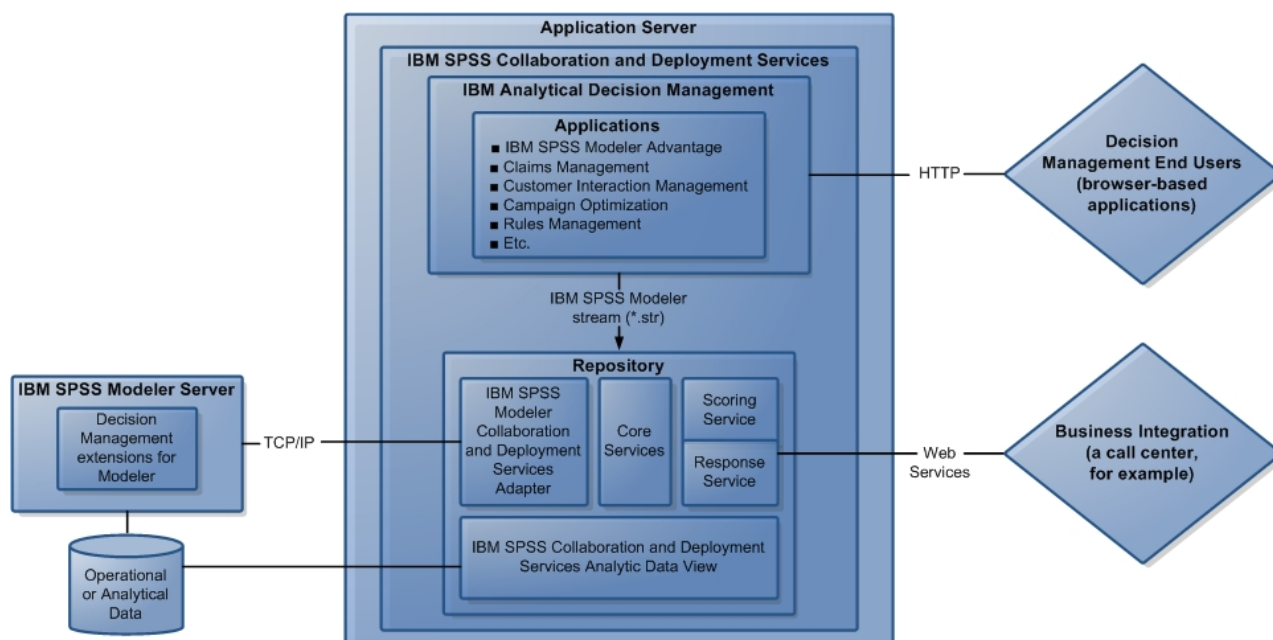 Application Server
IBM SPSS Collaboration and Deployment Services
IBM Analytical Decision Management
Applications
■ IBM SPSS Modeler Advantage
■ Claims Management
■ Customer Interaction Management
■ Campaign Optimization
■ Rules Management
■ Etc.
HTTP
Decision
Management End Users
(browser-based
applications)
IBM SPSS Modeler
stream (*.str)
Repository
IBM SPSS
Modeler
Collaboration
and Deployment
Services
Adapter
Core
Services
Scoring
Service
Response
Service
IBM SPSS Collaboration and Deployment
Services Analytic Data View
IBM SPSS Modeler Server
Decision
Management
extensions for
Modeler
TCP/IP
Operational
or Analytical
Data
Web
Services
Business Integration
(a call center,
for example)